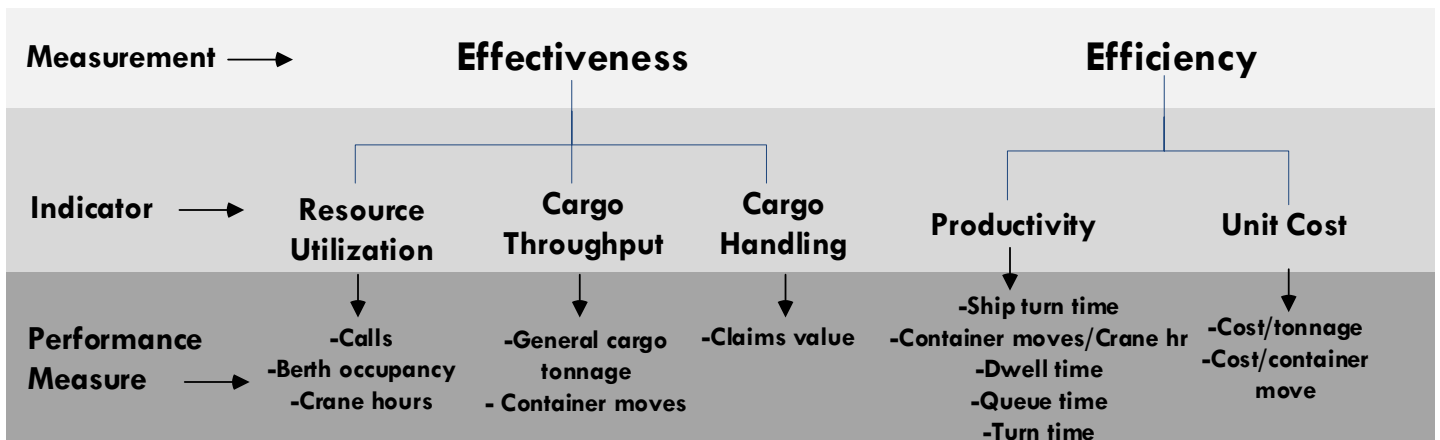 Measurement
Effectiveness
Efficiency
Indicator
Resource
Utilization
Cargo
Throughput
Cargo
Handling
Productivity
Unit Cost
Performance
Measure
-Calls
-Berth occupancy
-Crane hours
-General cargo
tonnage
- Container moves
-Claims value
-Ship turn time
-Container moves/Crane hr
-Dwell time
-Queue time
-Turn time
-Cost/tonnage
-Cost/container
move